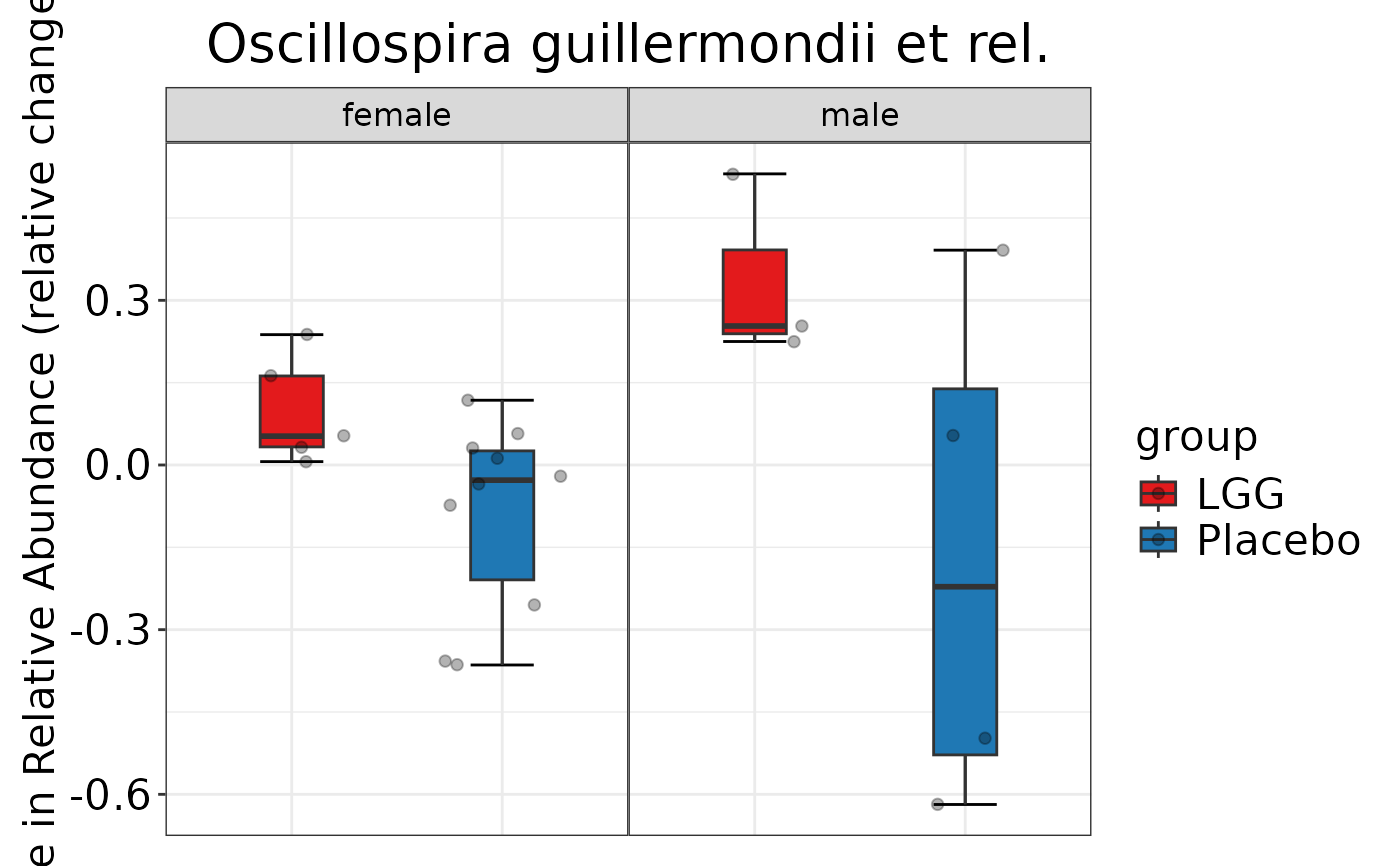 Oscillospira guillermondii et rel.
female
male
e in Relative Abundance (relative change
0.3
0.0
-0.3
-0.6
group
LGG
Placebo